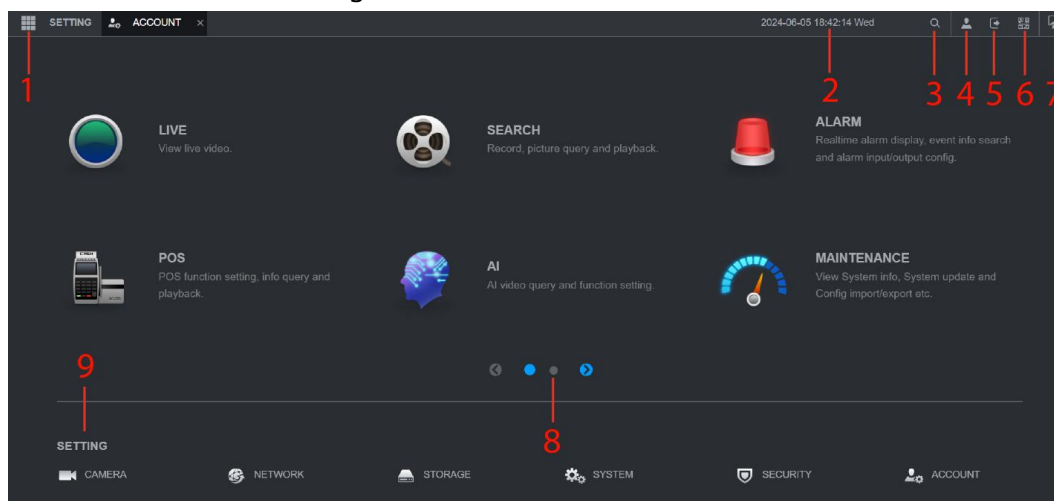 SETTING
ACCOUNT
2024-06-05 18:42:14 Wed
1
2
3
4
5
6
7
LIVE
View live video.
SEARCH
Record, picture query and playback.
ALARM
Realtime alarm display, event info search
and alarm input/output config.
POS
POS function setting, info query and
playback.
AI
AI video query and function setting.
MAINTENANCE
View System info, System update and
Config import/export etc.
9
8
SETTING
CAMERA
NETWORK
STORAGE
SYSTEM
SECURITY
ACCOUNT